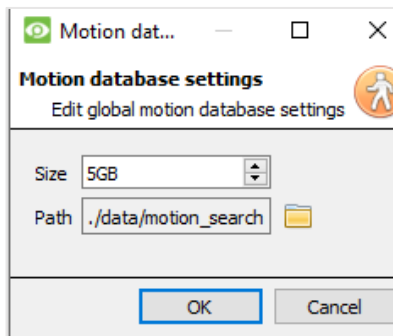 Motion dat...
Motion database settings
Edit global motion database settings
Size 5GB
Path ./data/motion_search
OK Cancel